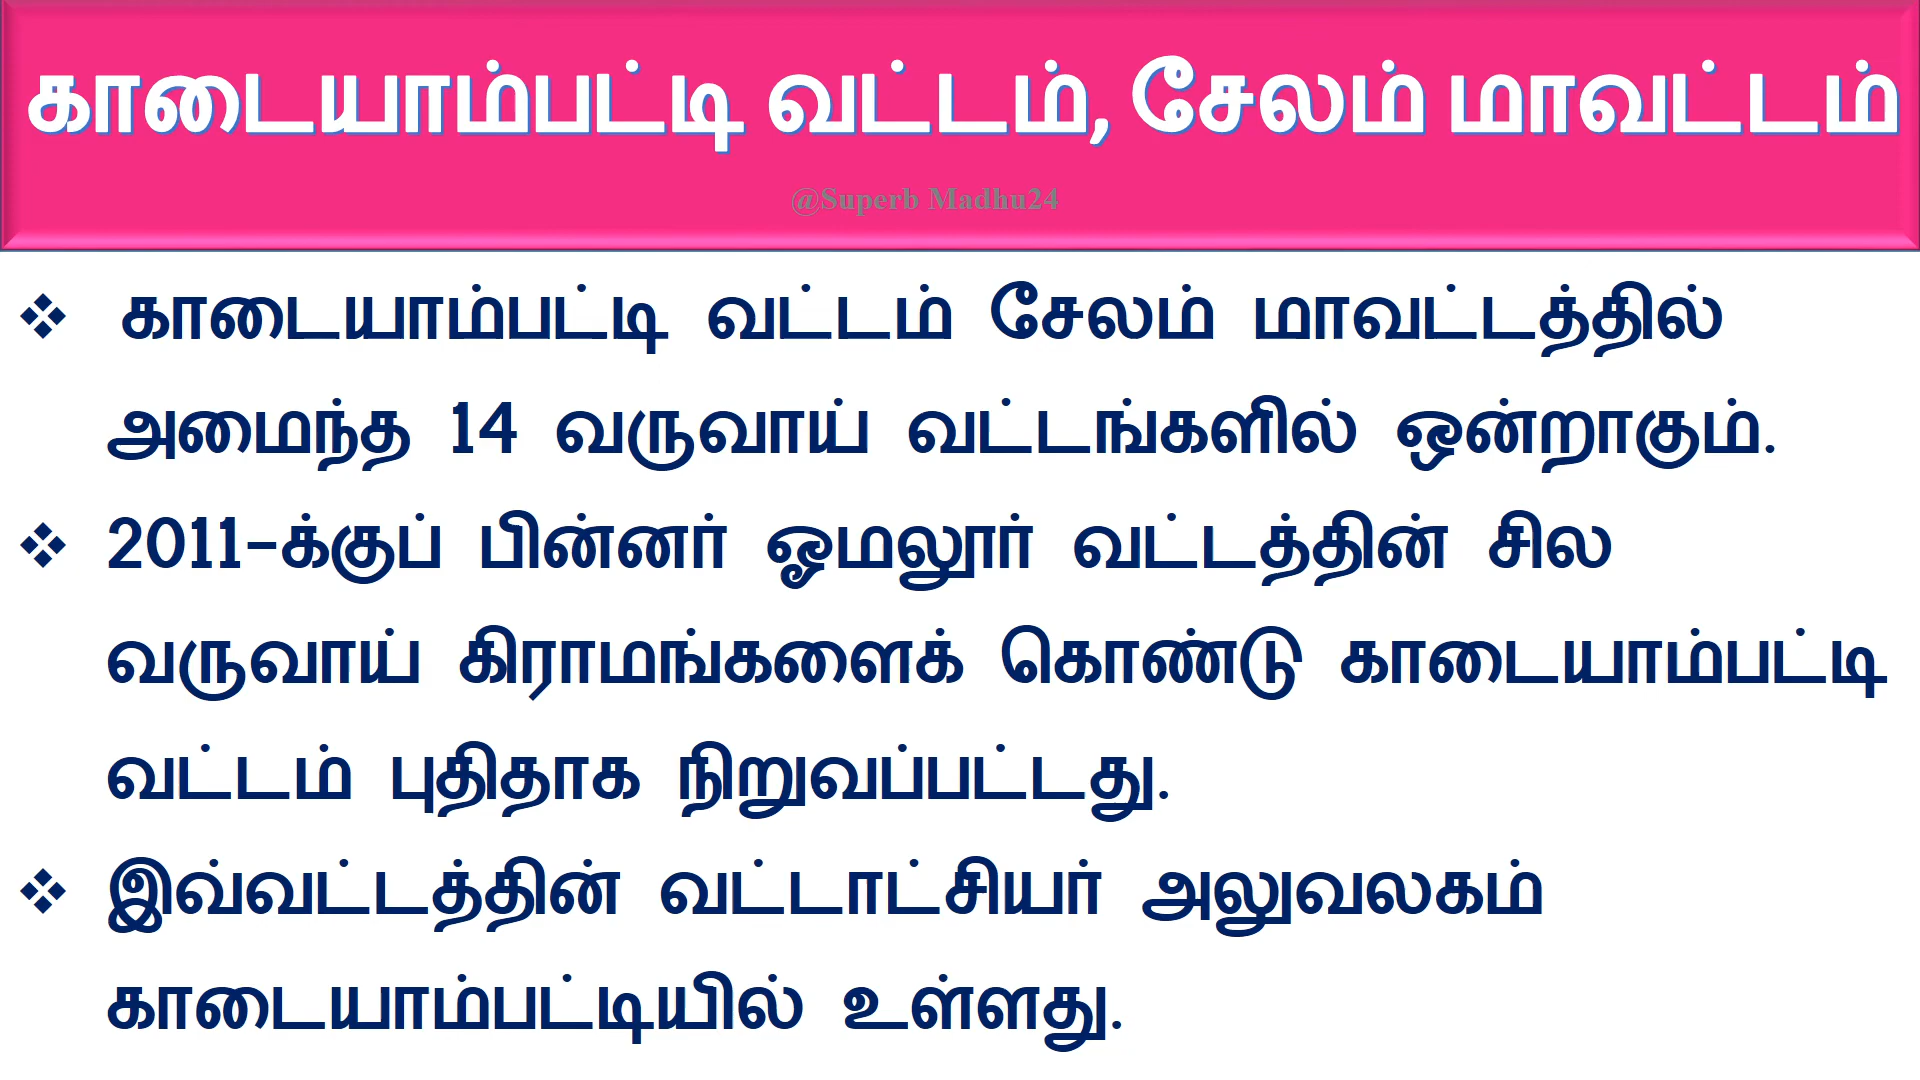 காடையாம்பட்டி வட்டம், சேலம் மாவட்டம்
@Superb Madhu24
❖ காடையாம்பட்டி வட்டம் சேலம் மாவட்டத்தில்
அமைந்த 14 வருவாய் வட்டங்களில் ஒன்றாகும்.
❖ 2011-க்குப் பின்னர் ஓமலூர் வட்டத்தின் சில
வருவாய் கிராமங்களைக் கொண்டு காடையாம்பட்டி
வட்டம் புதிதாக நிறுவப்பட்டது.
❖ இவ்வட்டத்தின் வட்டாட்சியர் அலுவலகம்
காடையாம்பட்டியில் உள்ளது.